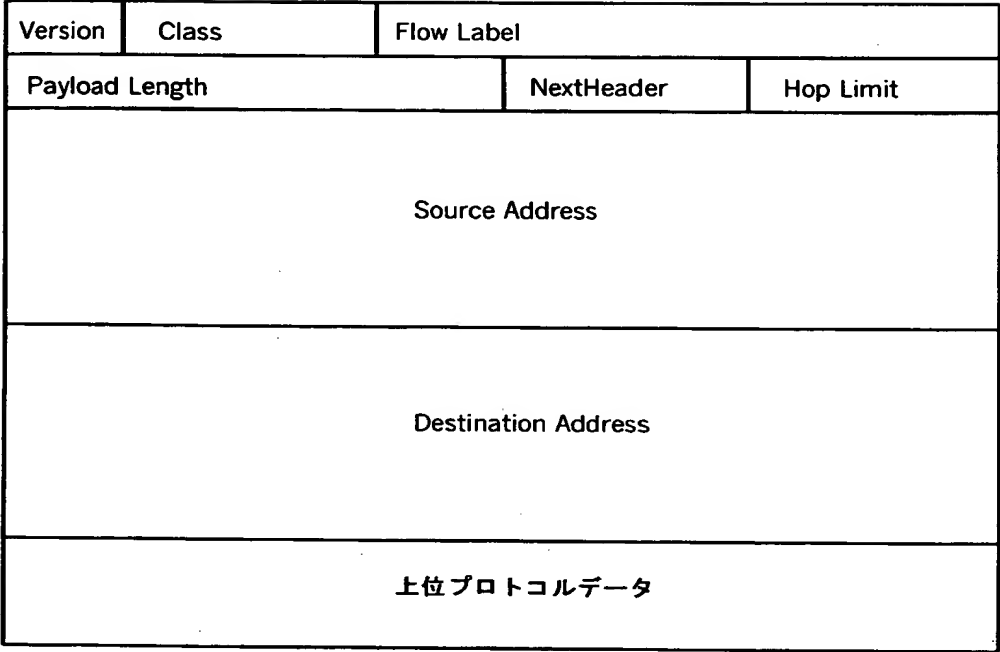 Version Class Flow Label
Payload Length NextHeader Hop Limit
Source Address
Destination Address
上位プロトコルデータ